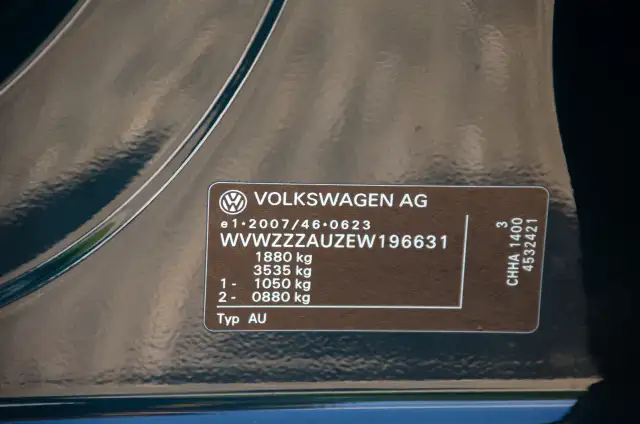 VOLKSWAGEN AG
e1*2007/46*0623
WVWZZZAUZEW196631
1880 kg
3535 kg
1 - 1050 kg
2 - 0880 kg
Typ AU
3
CHHA 1400
4532421